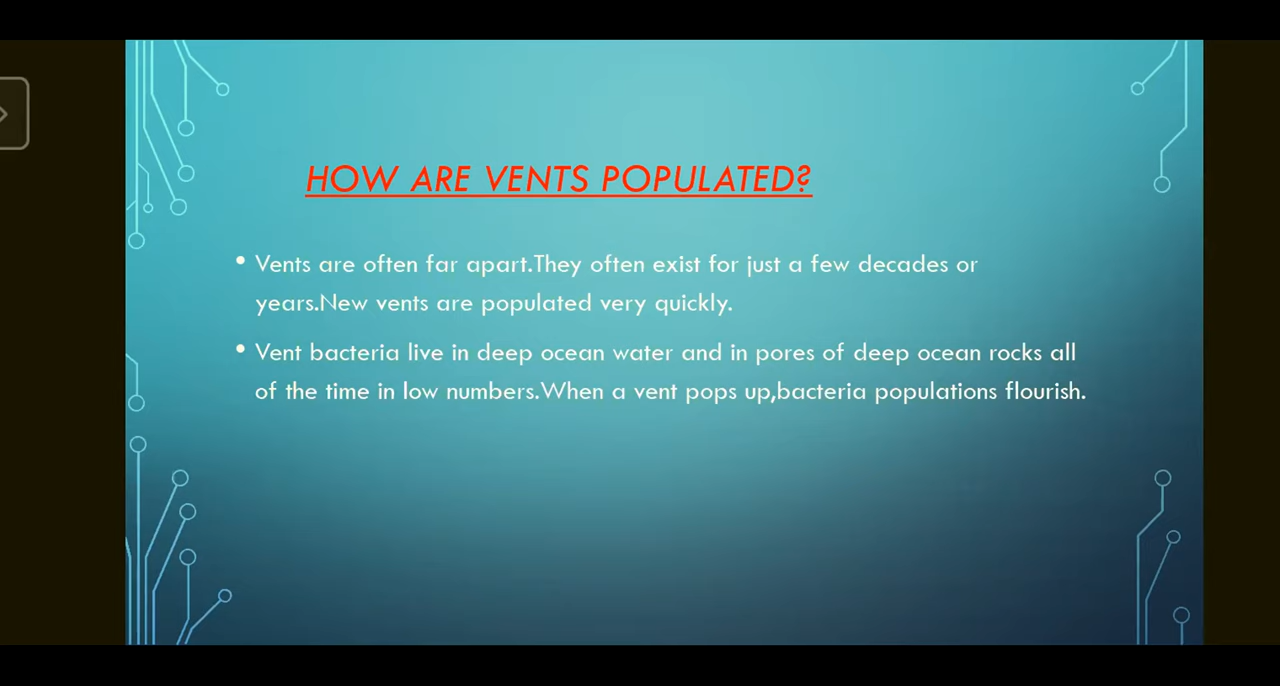 HOW ARE VENTS POPULATED?
• Vents are often far apart.They often exist for just a few decades or
years.New vents are populated very quickly.
• Vent bacteria live in deep ocean water and in pores of deep ocean rocks all
of the time in low numbers.When a vent pops up,bacteria populations flourish.